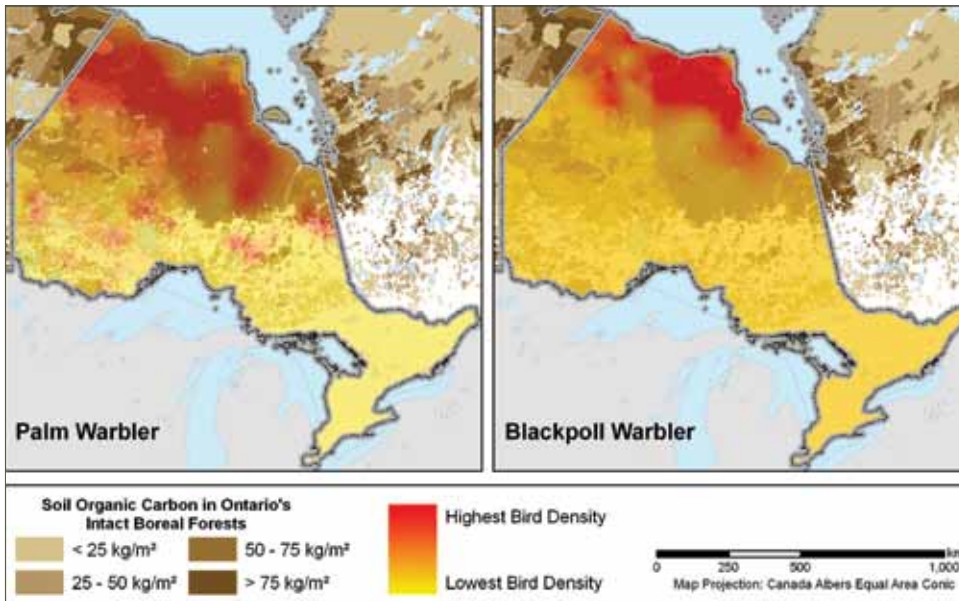 Palm Warbler
Blackpoll Warbler
Soil Organic Carbon in Ontario's
Intact Boreal Forests
< 25 kg/m²
50 - 75 kg/m²
25 - 50 kg/m²
> 75 kg/m²
Highest Bird Density
Lowest Bird Density
km
0 250 500 1,000
Map Projection: Canada Albers Equal Area Conic